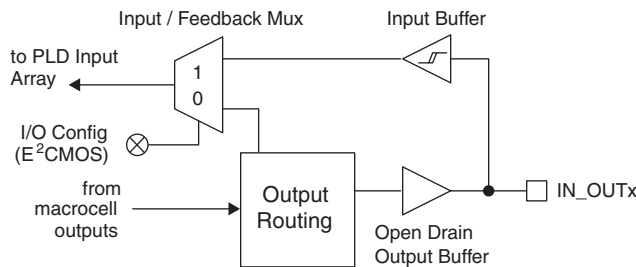 Input / Feedback Mux
Input Buffer
to PLD Input
Array
1
0
I/O Config
(E²CMOS)
from
macrocell
outputs
Output
Routing
IN_OUTx
Open Drain
Output Buffer